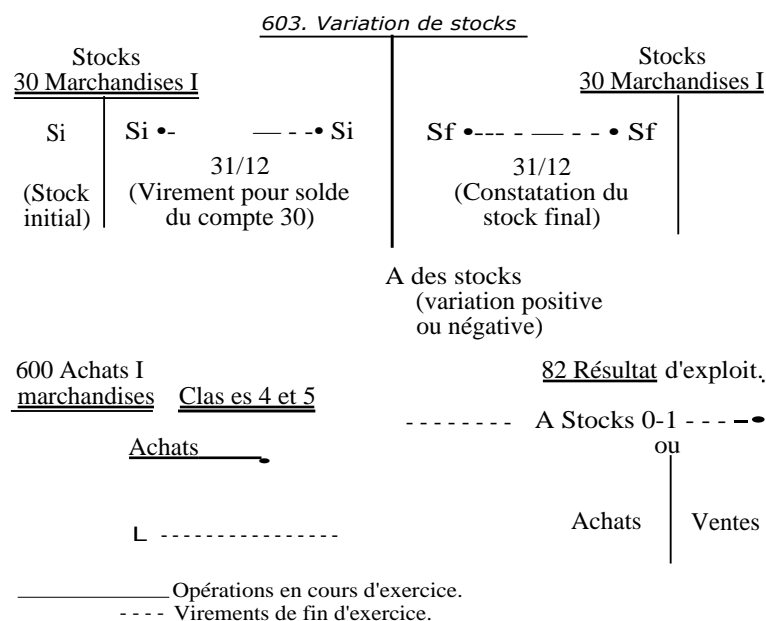 603. Variation de stocks
Stocks
30 Marchandises I
Stocks
30 Marchandises I
Si
Si
Si
Sf
Sf
31/12
(Virement pour solde
du compte 30)
31/12
(Constatation du
stock final)
(Stock
initial)
A des stocks
(variation positive
ou négative)
600 Achats I
marchandises
Clas es 4 et 5
82 Résultat d'exploit.
A Stocks 0-1
ou
Achats
Achats
Ventes
L
Opérations en cours d'exercice.
Virements de fin d'exercice.